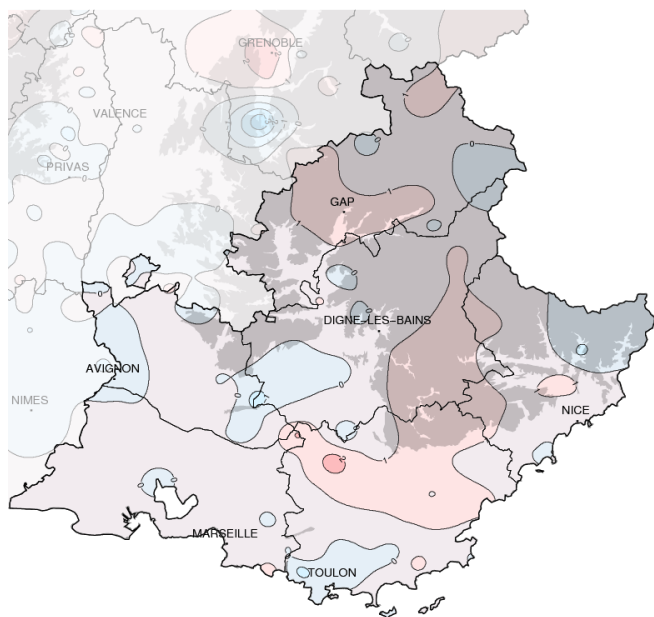 GRENOBLE
VALENCE
PRIVAS
GAP
DIGNE-LES-BAINS
AVIGNON
NIMES
NICE
MARSEILLE
TOULON